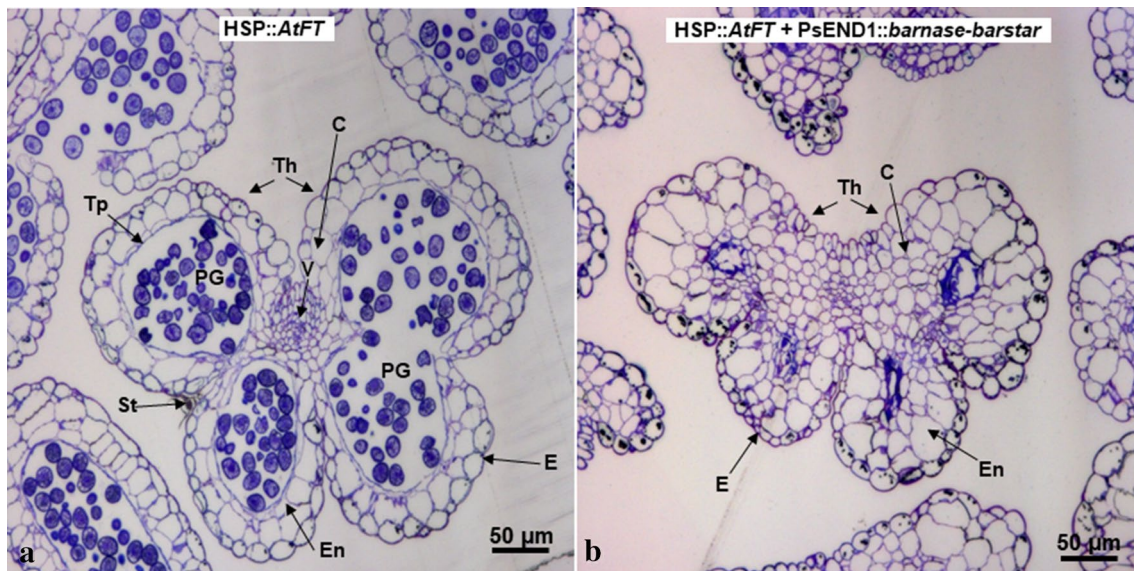 HSP::AtFT
C
Th
Tp
PG
V
PG
St
E
En
50 µm
a
HSP::AtFT + PsEND1::barnase-barstar
C
Th
E
En
50 µm
b